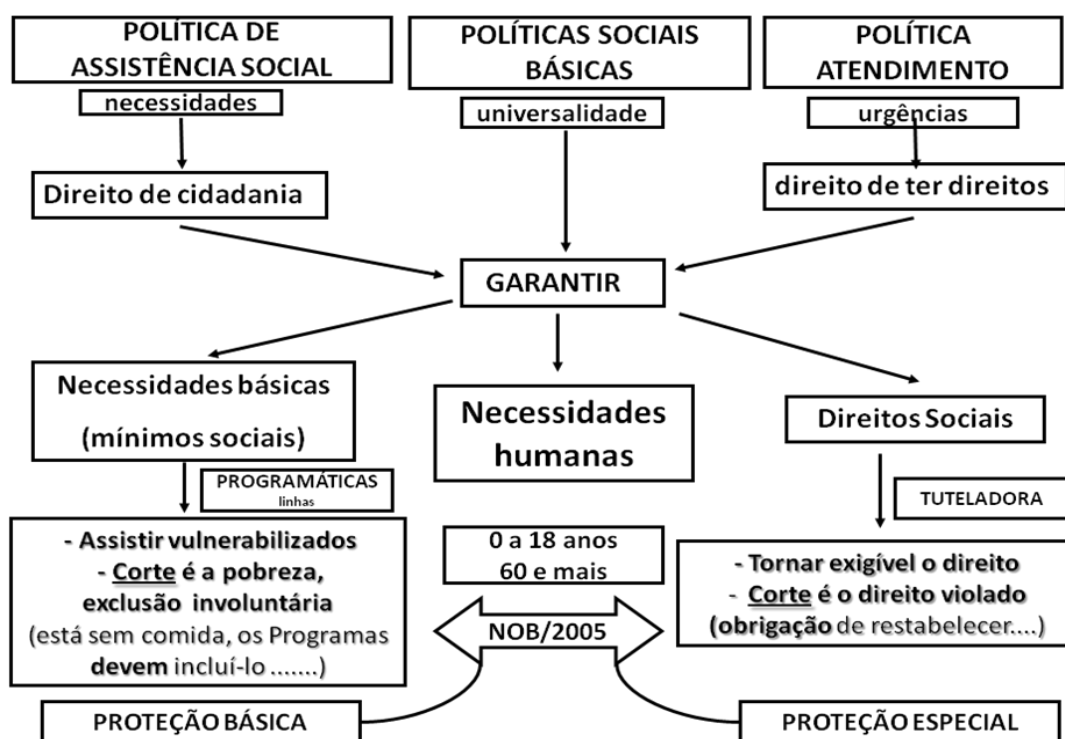 POLÍTICA DE
ASSISTÊNCIA SOCIAL
necessidades
Direito de cidadania
POLÍTICAS SOCIAIS
BÁSICAS
universalidade
POLÍTICA
ATENDIMENTO
urgências
direito de ter direitos
GARANTIR
Necessidades básicas
(mínimos sociais)
Necessidades
humanas
Direitos Sociais
PROGRAMÁTICAS
linhas
TUTELADORA
- Assistir vulnerabilizados
- Corte é a pobreza,
exclusão involuntária
(está sem comida, os Programas
devem incluí-lo .......)
0 a 18 anos
60 e mais
NOB/2005
- Tornar exigível o direito
- Corte é o direito violado
(obrigação de restabelecer....)
PROTEÇÃO BÁSICA
PROTEÇÃO ESPECIAL